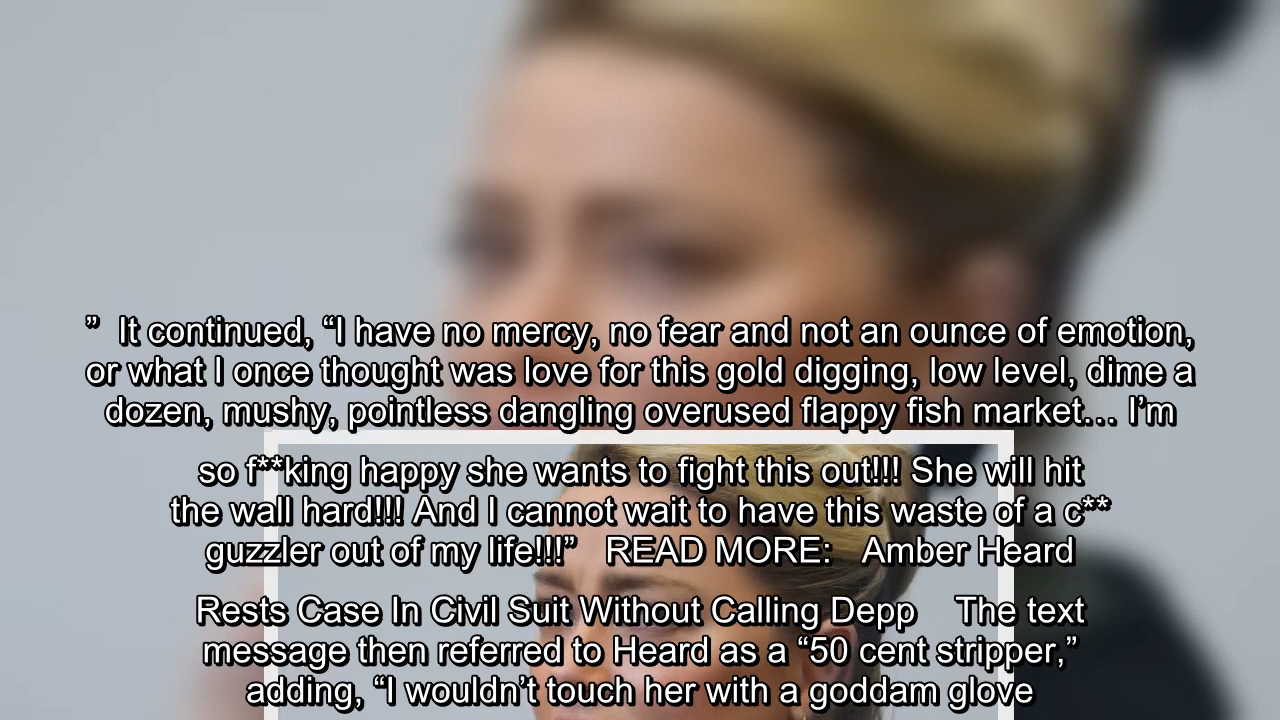 ”  It continued, “I have no mercy, no fear and not an ounce of emotion,
or what I once thought was love for this gold digging, low level, dime a
dozen, mushy, pointless dangling overused flappy fish market… I’m
so f**king happy she wants to fight this out!!! She will hit
the wall hard!!! And I cannot wait to have this waste of a c**
guzzler out of my life!!!”   READ MORE:   Amber Heard
Rests Case In Civil Suit Without Calling Depp    The text
message then referred to Heard as a “50 cent stripper,”
adding, “I wouldn’t touch her with a goddam glove